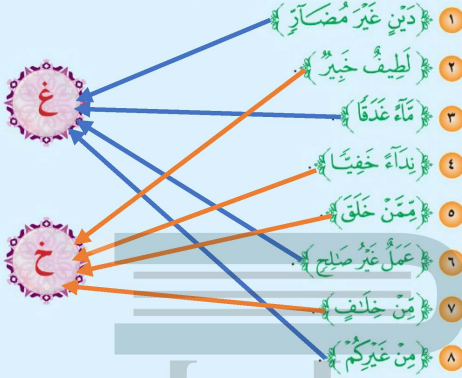 ١ ﴿دَيْنٍ غَيْرَ مُضَآرٍّ﴾
٢ ﴿لَطِيفٌ خَبِيرٌ﴾.
٣ ﴿مَّآءً غَدَقًا﴾
٤ ﴿نِدَآءً خَفِيًّا﴾.
٥ ﴿مِّمَّنْ خَلَقَ﴾.
٦ ﴿عَمَلٌ غَيْرُ صَٰلِحٍ﴾.
٧ ﴿مِّنْ خِلَٰفٍ﴾.
٨ ﴿مِنْ غَيْرِكُمْ﴾.
غ
خ